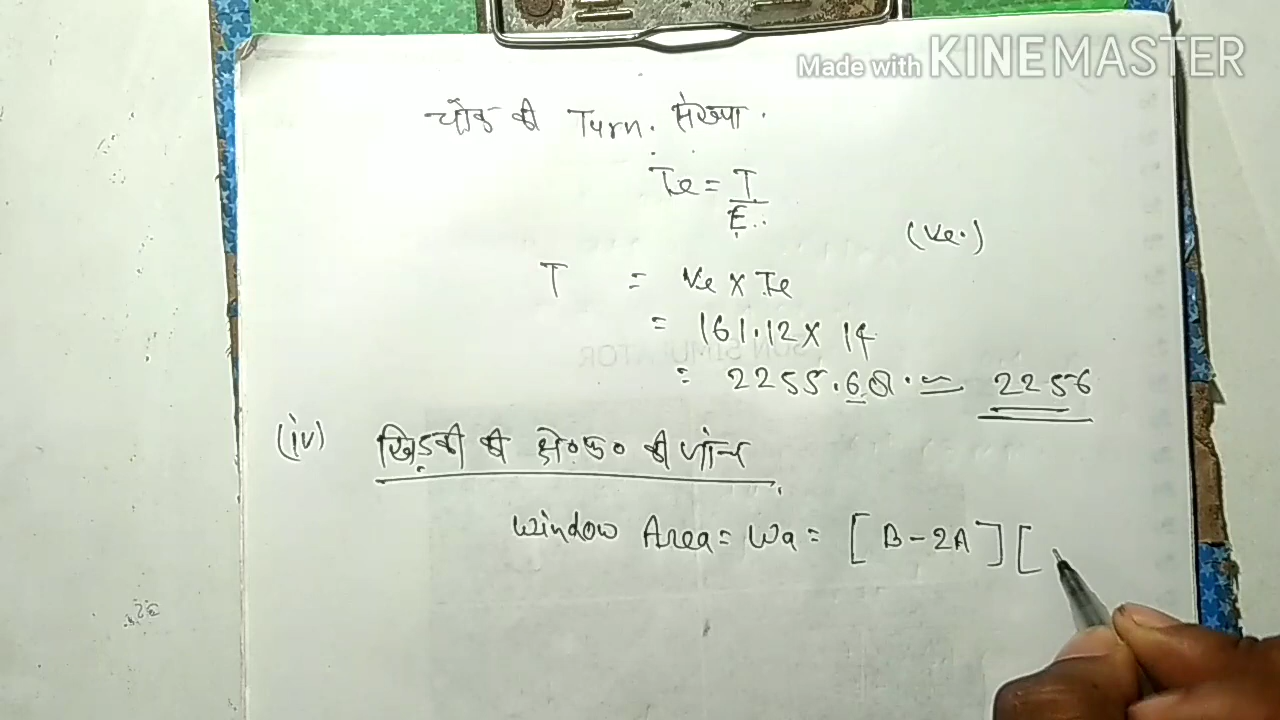 Made with KINEMASTER
चौक की Turn. संख्या.
Te = T / E..
(Ve.)
T = Ve x Te
= 161.12 x 14
= 2255.68. ≃ 2256
(iv) खिड़की की क्षे०फ० की जांच
Window Area = Wa = [B-2A] [